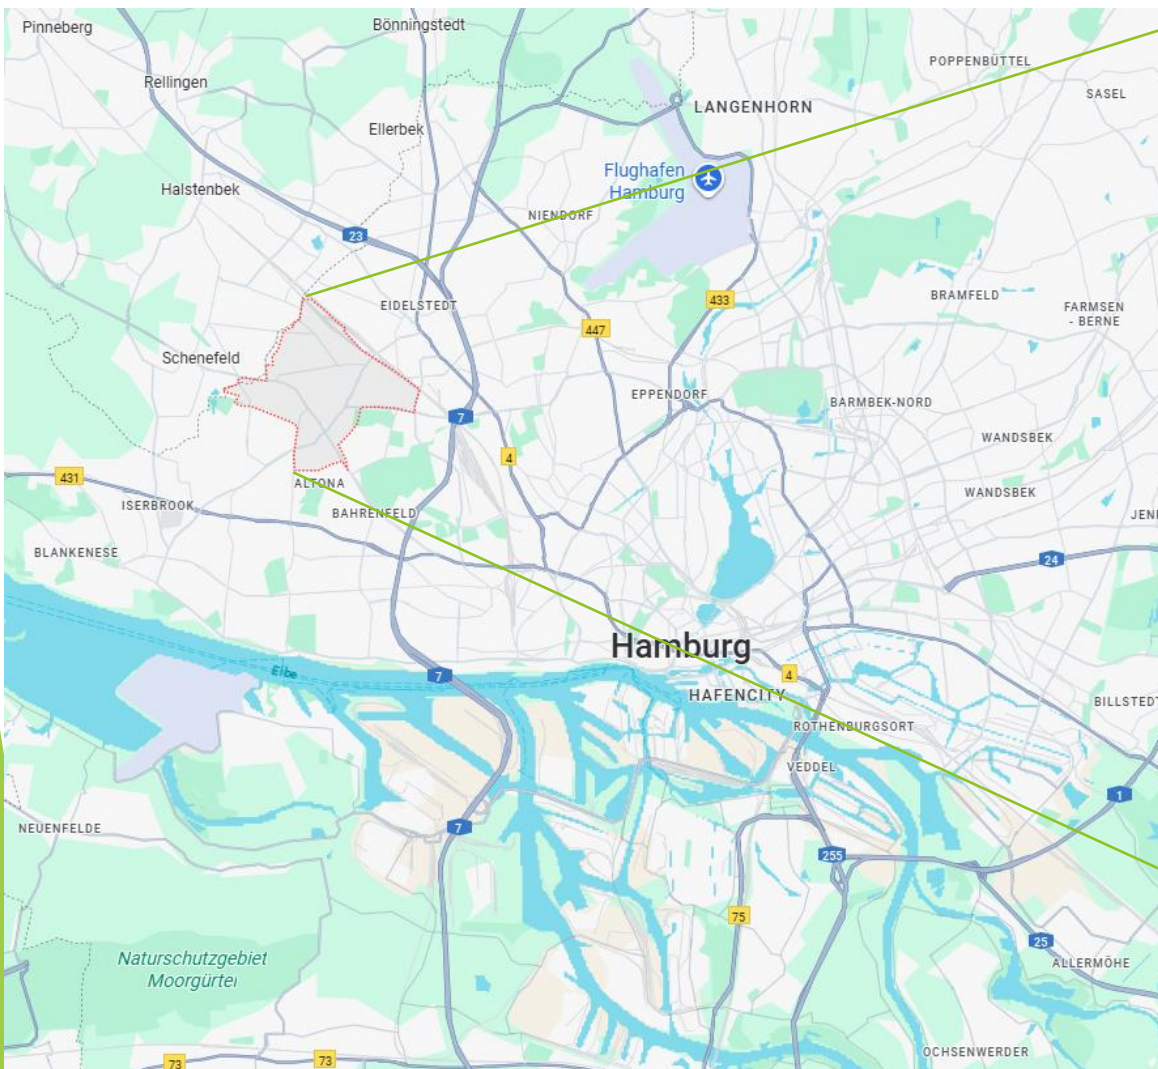 Pinneberg
Bönningstedt
POPPENBÜTTEL
Rellingen
SASEL
LANGENHORN
Ellerbek
Flughafen
Hamburg
Halstenbek
NIENDORF
23
EIDELSTEDT
433
BRAMFELD
FARMSEN
- BERNE
447
Schenefeld
EPPENDORF
BARMBEK-NORD
7
WANDSBEK
4
431
ALTONA
WANDSBEK
ISERBROOK
BAHRENFELD
JEN
BLANKENESE
24
Hamburg
Elbe
7
4
HAFENCITY
BILLSTEDT
ROTHENBURGSORT
VEDDEL
1
NEUENFELDE
7
255
75
25
Naturschutzgebiet
Moorgürtel
ALLERMÖHE
OCHSENWERDER
73
73